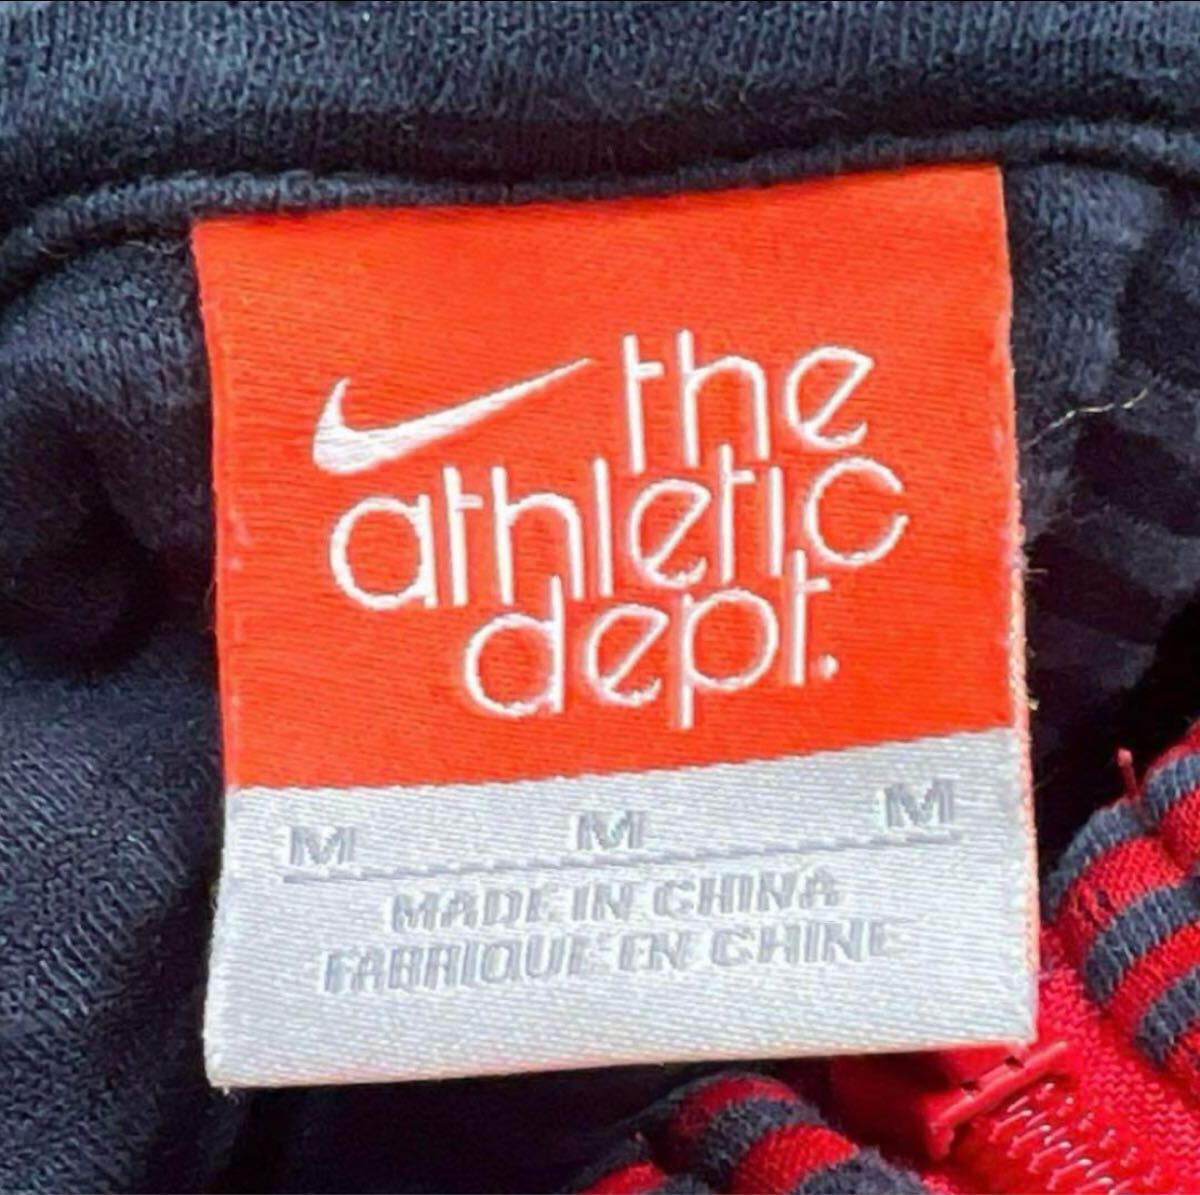 the
athletic
dept.
M M M
MADE IN CHINA
FABRIQUE EN CHINE